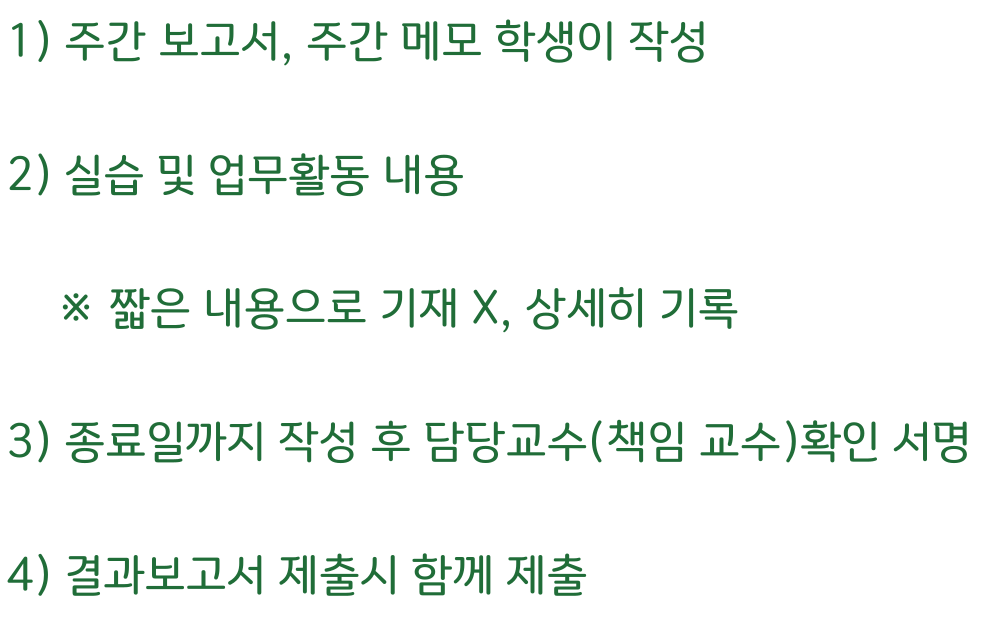 1) 주간 보고서, 주간 메모 학생이 작성
2) 실습 및 업무활동 내용
※ 짧은 내용으로 기재 X, 상세히 기록
3) 종료일까지 작성 후 담당교수(책임 교수)확인 서명
4) 결과보고서 제출시 함께 제출